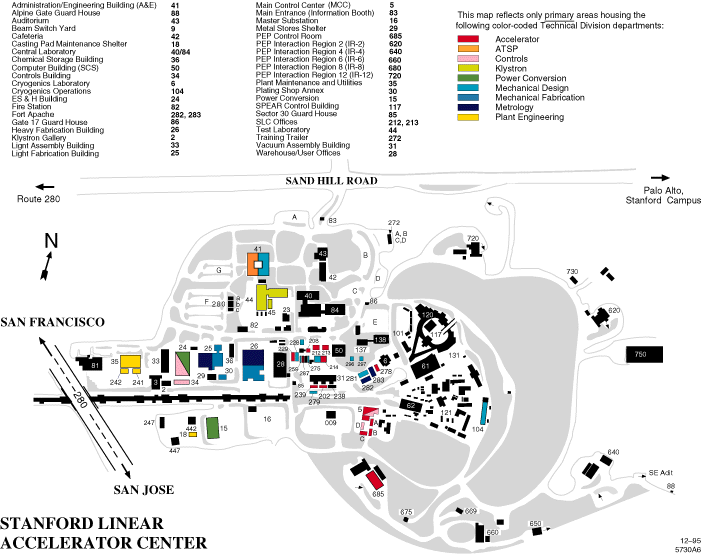 Administration/Engineering Building (A&E) 41
Alpine Gate Guard House 88
Auditorium 43
Beam Switch Yard 9
Cafeteria 42
Casting Pad Maintenance Shelter 18
Central Laboratory 40/84
Chemical Storage Building 36
Computer Building (SCS) 50
Controls Building 34
Cryogenics Laboratory 6
Cryogenics Operations 104
ES & H Building 24
Fire Station 82
Fort Apache 282, 283
Gate 17 Guard House 86
Heavy Fabrication Building 26
Klystron Gallery 2
Light Assembly Building 33
Light Fabrication Building 25
Main Control Center (MCC) 5
Main Entrance (Information Booth) 83
Master Substation 16
Metal Stores Shelter 29
PEP Control Room 685
PEP Interaction Region 2 (IR-2) 620
PEP Interaction Region 4 (IR-4) 640
PEP Interaction Region 6 (IR-6) 660
PEP Interaction Region 8 (IR-8) 680
PEP Interaction Region 12 (IR-12) 720
Plant Maintenance and Utilities 35
Plating Shop Annex 30
Power Conversion 15
SPEAR Control Building 117
Sector 30 Guard House 85
SLC Offices 212, 213
Test Laboratory 44
Training Trailer 272
Vacuum Assembly Building 31
Warehouse/User Offices 28
This map reflects only primary areas housing the
following color-coded Technical Division departments:
Accelerator
ATSP
Controls
Klystron
Power Conversion
Mechanical Design
Mechanical Fabrication
Metrology
Plant Engineering
SAND HILL ROAD
Route 280
Palo Alto,
Stanford Campus
N
A
83
272
A, B
C,D
720
41
43
B
G
42
D
730
F
280
A
B
C
D
44
40
84
C
86
620
45
23
E
120
117
101
SAN FRANCISCO
82
138
24
25
26
228
208
212
213
50
137
131
750
81
35
33
36
229
28
6
278
61
242
241
3
34
29
30
259
287
275
214
296
297
31
281
283
282
2
239
202
238
279
62
121
104
280
247
442
18
15
16
009
5
D
A
B
C
447
640
SE Adit
88
SAN JOSE
685
675
669
660
650
STANFORD LINEAR
ACCELERATOR CENTER
12–95
5730A6